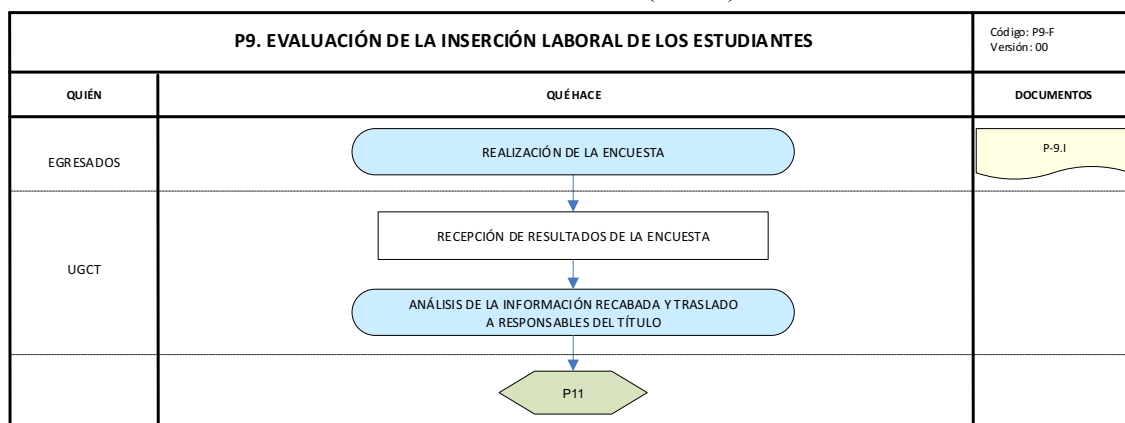 P9. EVALUACIÓN DE LA INSERCIÓN LABORAL DE LOS ESTUDIANTES
Código: P9-F
Versión: 00
QUIÉN
QUÉ HACE
DOCUMENTOS
EGRESADOS
REALIZACIÓN DE LA ENCUESTA
P-9.I
RECEPCIÓN DE RESULTADOS DE LA ENCUESTA
UGCT
ANÁLISIS DE LA INFORMACIÓN RECABADA Y TRASLADO
A RESPONSABLES DEL TÍTULO
P11